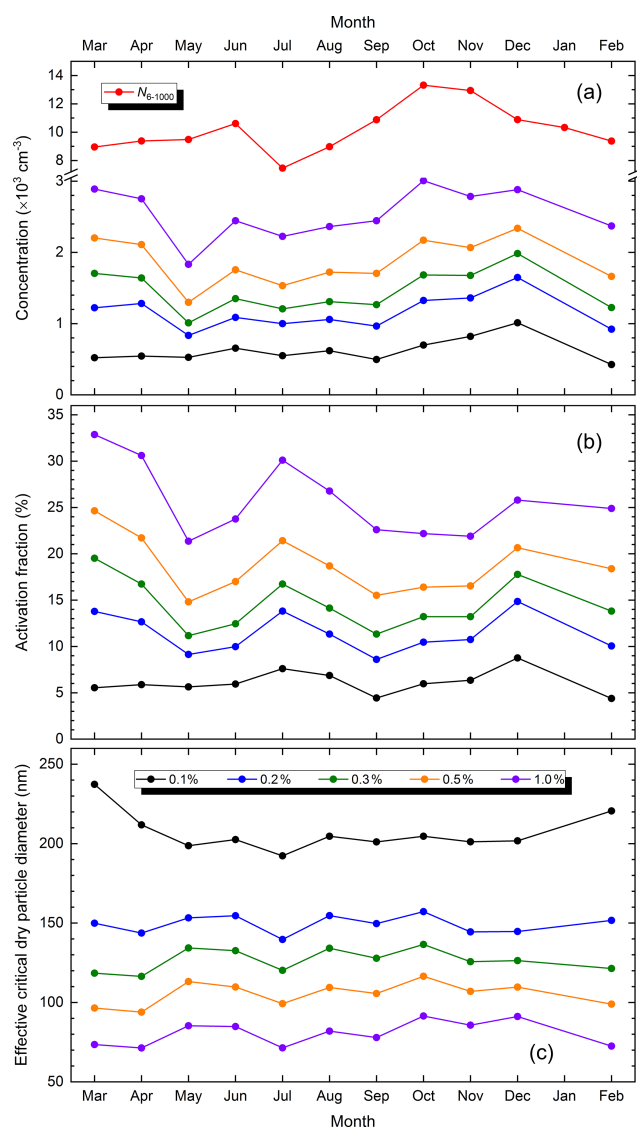 Month
Mar Apr May Jun Jul Aug Sep Oct Nov Dec Jan Feb
14
12
10
8
3
2
1
0
N6-1000
(a)
Concentration (×10³ cm⁻³)
35
30
25
20
15
10
5
0
(b)
Activation fraction (%)
250
200
150
100
50
0.1% 0.2% 0.3% 0.5% 1.0%
(c)
Effective critical dry particle diameter (nm)
Mar Apr May Jun Jul Aug Sep Oct Nov Dec Jan Feb
Month